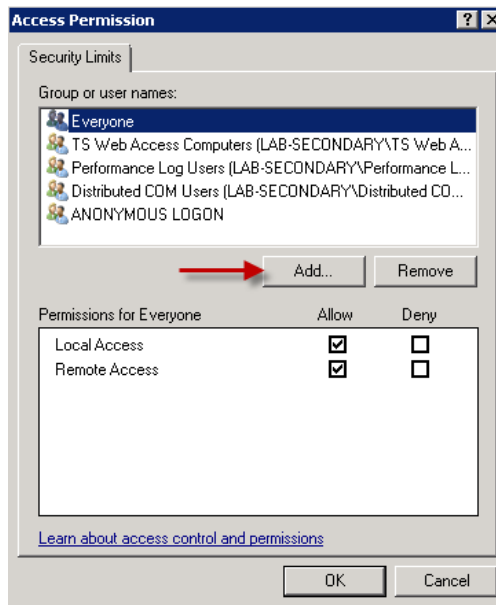 Access Permission
Security Limits
Group or user names:
Everyone
TS Web Access Computers (LAB-SECONDARY\TS Web A...
Performance Log Users (LAB-SECONDARY\Performance L...
Distributed COM Users (LAB-SECONDARY\Distributed CO...
ANONYMOUS LOGON
Add... Remove
Permissions for Everyone Allow Deny
Local Access
Remote Access
Learn about access control and permissions
OK Cancel